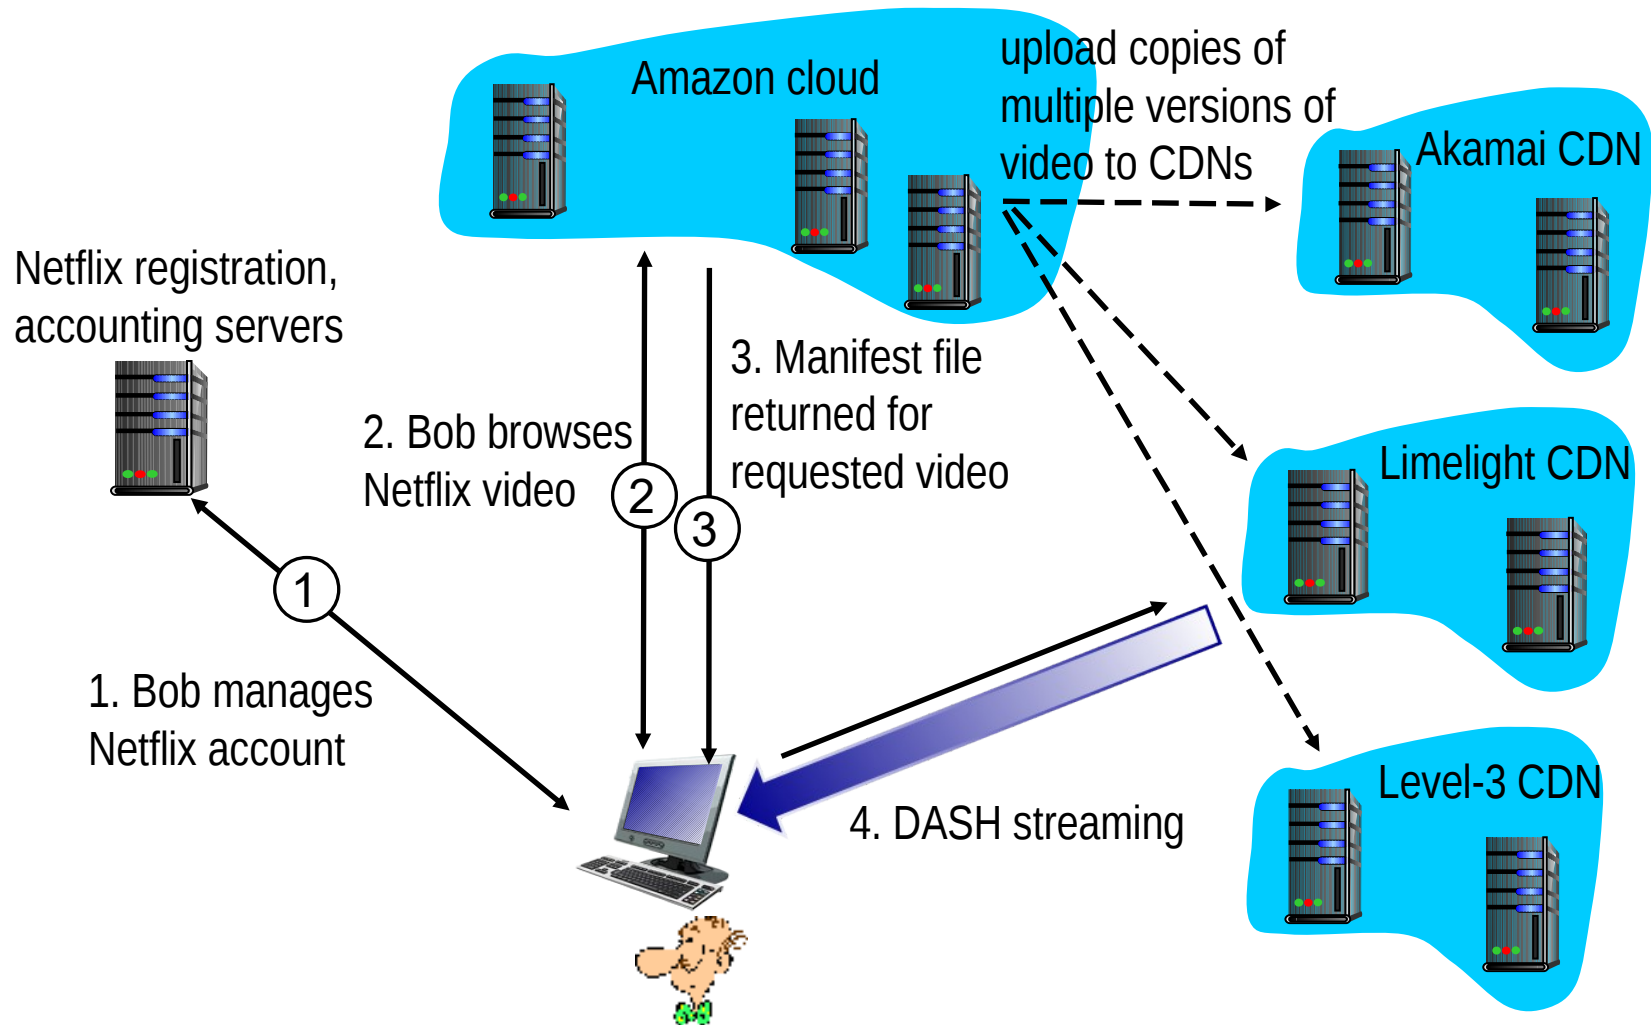 Amazon cloud
upload copies of
multiple versions of
video to CDNs
Akamai CDN
Netflix registration,
accounting servers
3. Manifest file
returned for
requested video
2. Bob browses
Netflix video
2
3
Limelight CDN
1
1. Bob manages
Netflix account
4. DASH streaming
Level-3 CDN